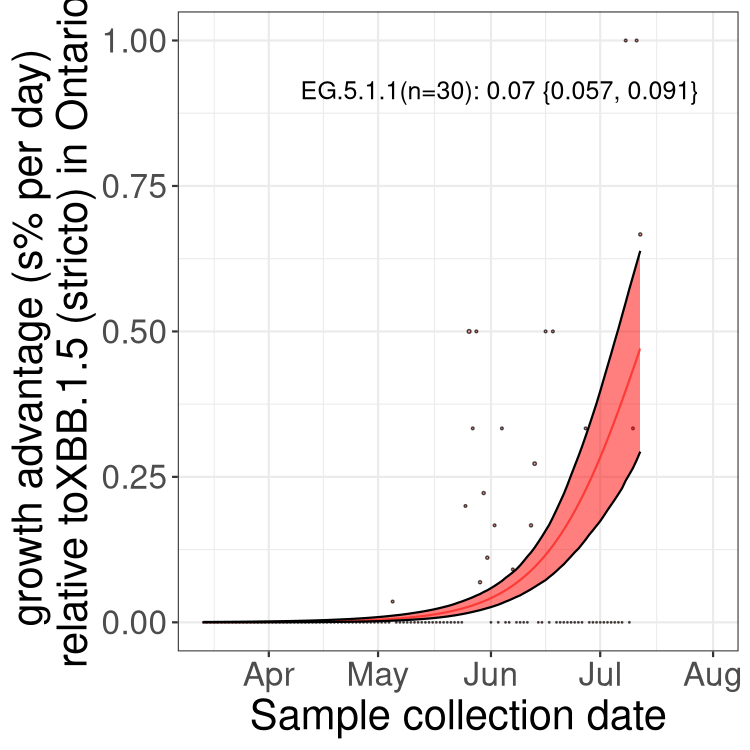 growth advantage (s% per day)
relative toXBB.1.5 (stricto) in Ontario
1.00
0.75
0.50
0.25
0.00
EG.5.1.1(n=30): 0.07 {0.057, 0.091}
Apr May Jun Jul Aug
Sample collection date